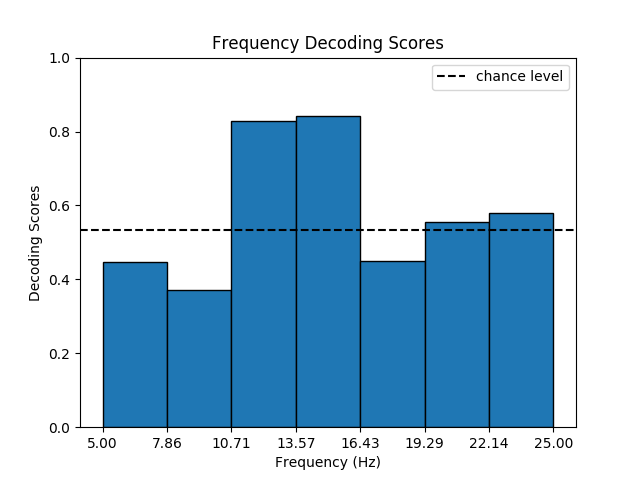 Frequency Decoding Scores
chance level
1.0
0.8
0.6
0.4
0.2
0.0
Decoding Scores
5.00 7.86 10.71 13.57 16.43 19.29 22.14 25.00
Frequency (Hz)